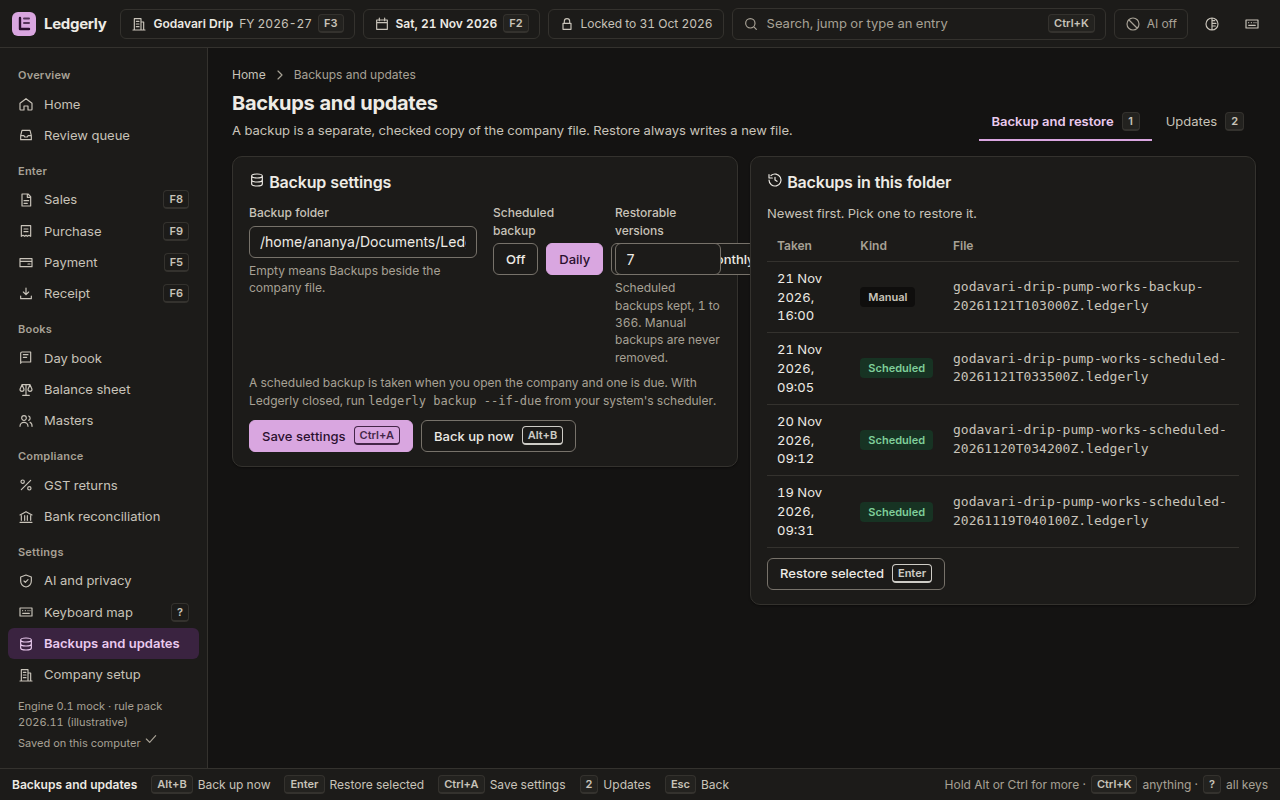 Ledgerly
Godavari Drip FY 2026-27 F3
Sat, 21 Nov 2026 F2
Locked to 31 Oct 2026
Search, jump or type an entry Ctrl+K
AI off
Overview
Home
Review queue
Enter
Sales F8
Purchase F9
Payment F5
Receipt F6
Books
Day book
Balance sheet
Masters
Compliance
GST returns
Bank reconciliation
Settings
AI and privacy
Keyboard map ?
Backups and updates
Company setup
Engine 0.1 mock · rule pack
2026.11 (illustrative)
Saved on this computer
Home > Backups and updates
Backups and updates
A backup is a separate, checked copy of the company file. Restore always writes a new file.
Backup and restore 1
Updates 2
Backup settings
Backup folder
/home/ananya/Documents/Led
Empty means Backups beside the
company file.
Scheduled
backup
Off
Daily
Restorable
versions
7
Scheduled
backups kept, 1 to
366. Manual
backups are never
removed.
A scheduled backup is taken when you open the company and one is due. With
Ledgerly closed, run ledgerly backup --if-due from your system's scheduler.
Save settings Ctrl+A
Back up now Alt+B
Backups in this folder
Newest first. Pick one to restore it.
Taken Kind File
21 Nov
2026,
16:00
Manual
godavari-drip-pump-works-backup-
20261121T103000Z.ledgerly
21 Nov
2026,
09:05
Scheduled
godavari-drip-pump-works-scheduled-
20261121T033500Z.ledgerly
20 Nov
2026,
09:12
Scheduled
godavari-drip-pump-works-scheduled-
20261120T034200Z.ledgerly
19 Nov
2026,
09:31
Scheduled
godavari-drip-pump-works-scheduled-
20261119T040100Z.ledgerly
Restore selected Enter
Backups and updates Alt+B Back up now Enter Restore selected Ctrl+A Save settings 2 Updates Esc Back
Hold Alt or Ctrl for more · Ctrl+K anything · ? all keys